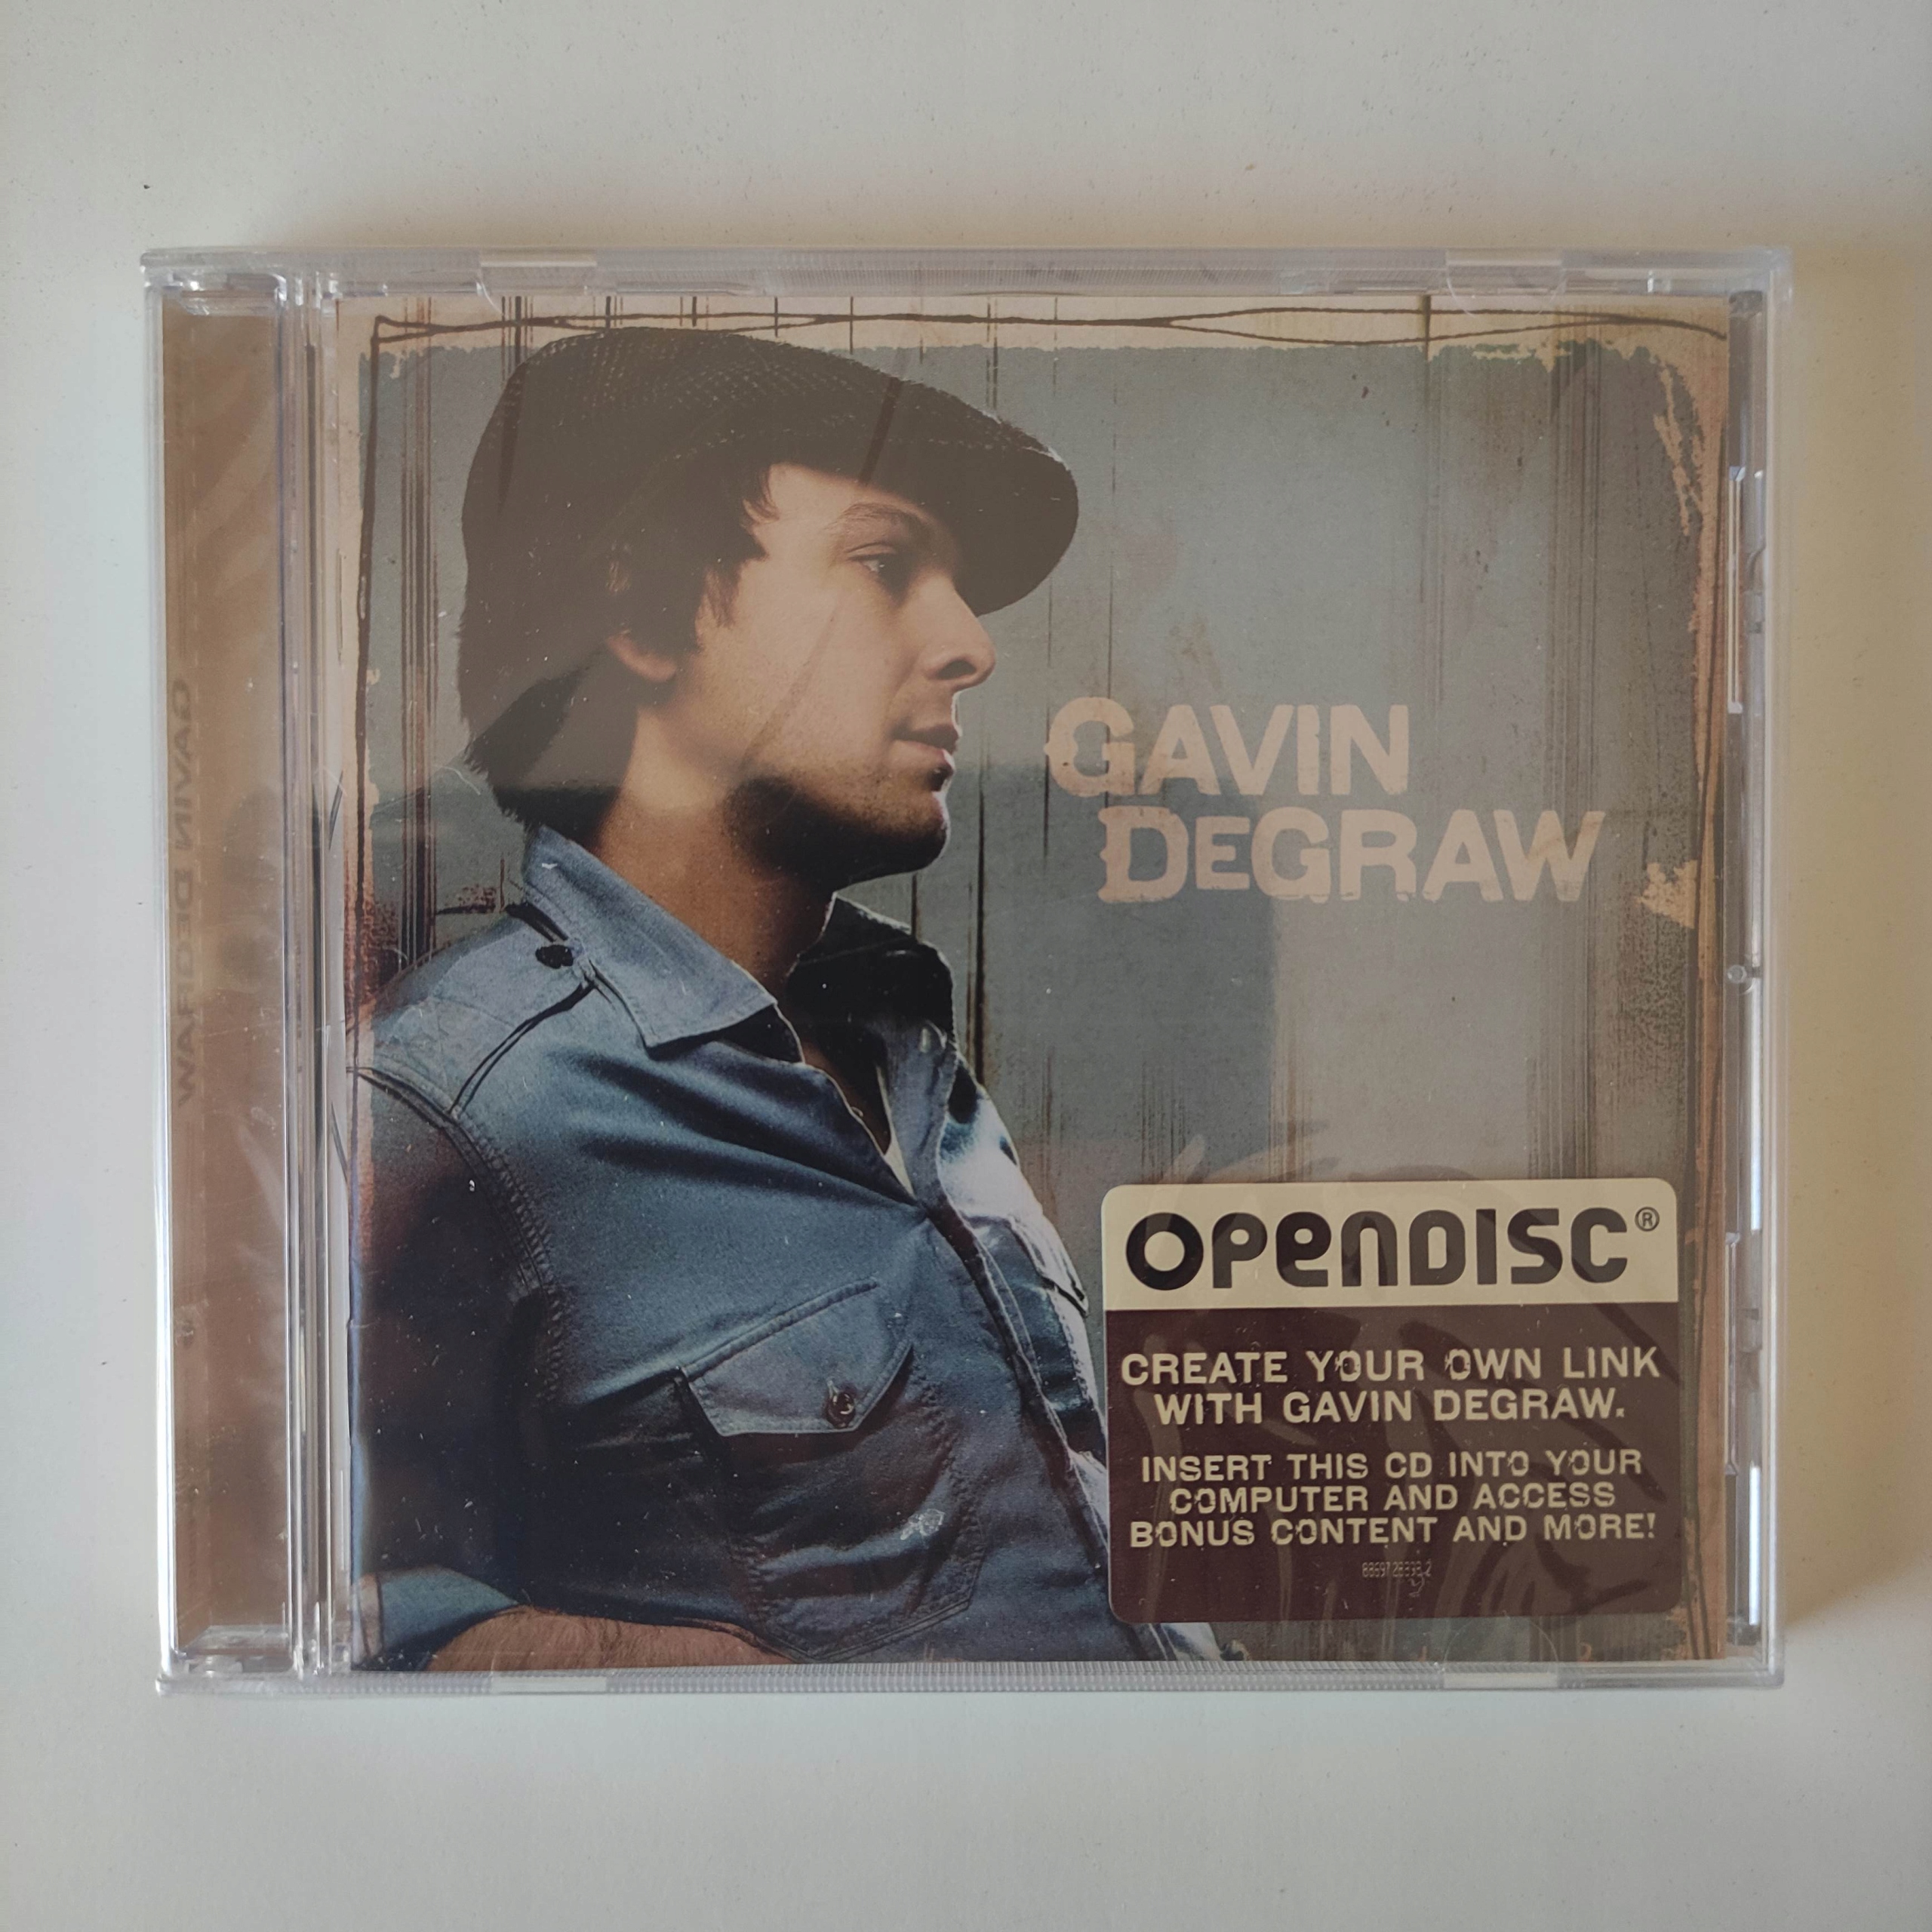 GAVIN
DEGRAW
GAVIN DEGRAW
OPENDISC®
CREATE YOUR OWN LINK
WITH GAVIN DEGRAW.
INSERT THIS CD INTO YOUR
COMPUTER AND ACCESS
BONUS CONTENT AND MORE!